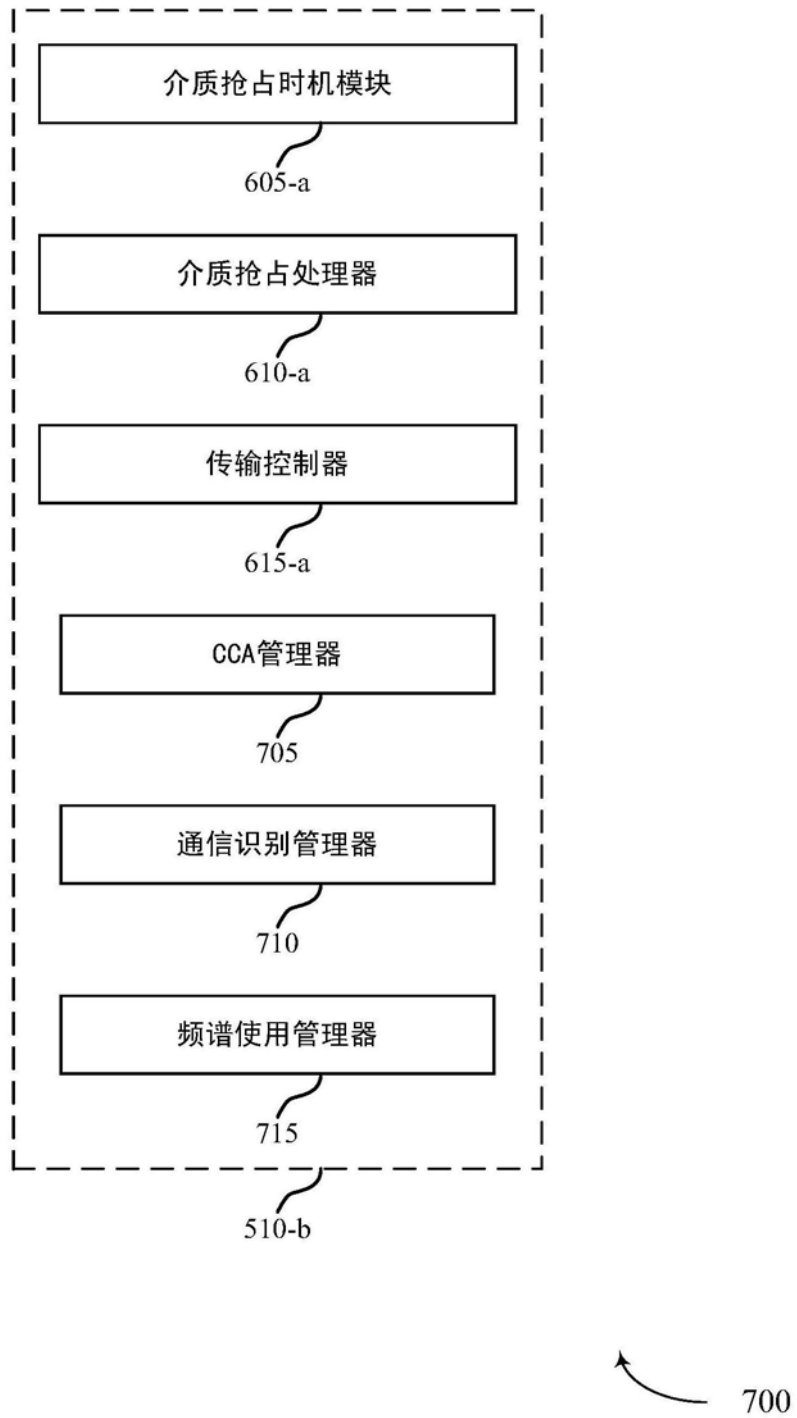 介质抢占时机模块
605-a
介质抢占处理器
610-a
传输控制器
615-a
CCA管理器
705
通信识别管理器
710
频谱使用管理器
715
510-b
700